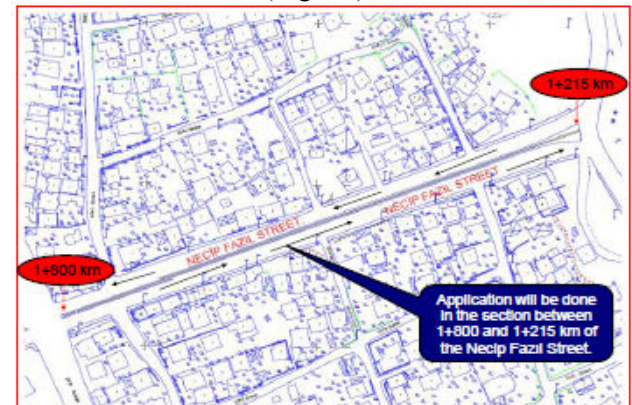 1+215 km
NECIP FAZIL STREET
NECIP FAZIL STREET
1+800 km
Application will be done
in the section between
1+800 and 1+215 km of
the Necip Fazıl Street.